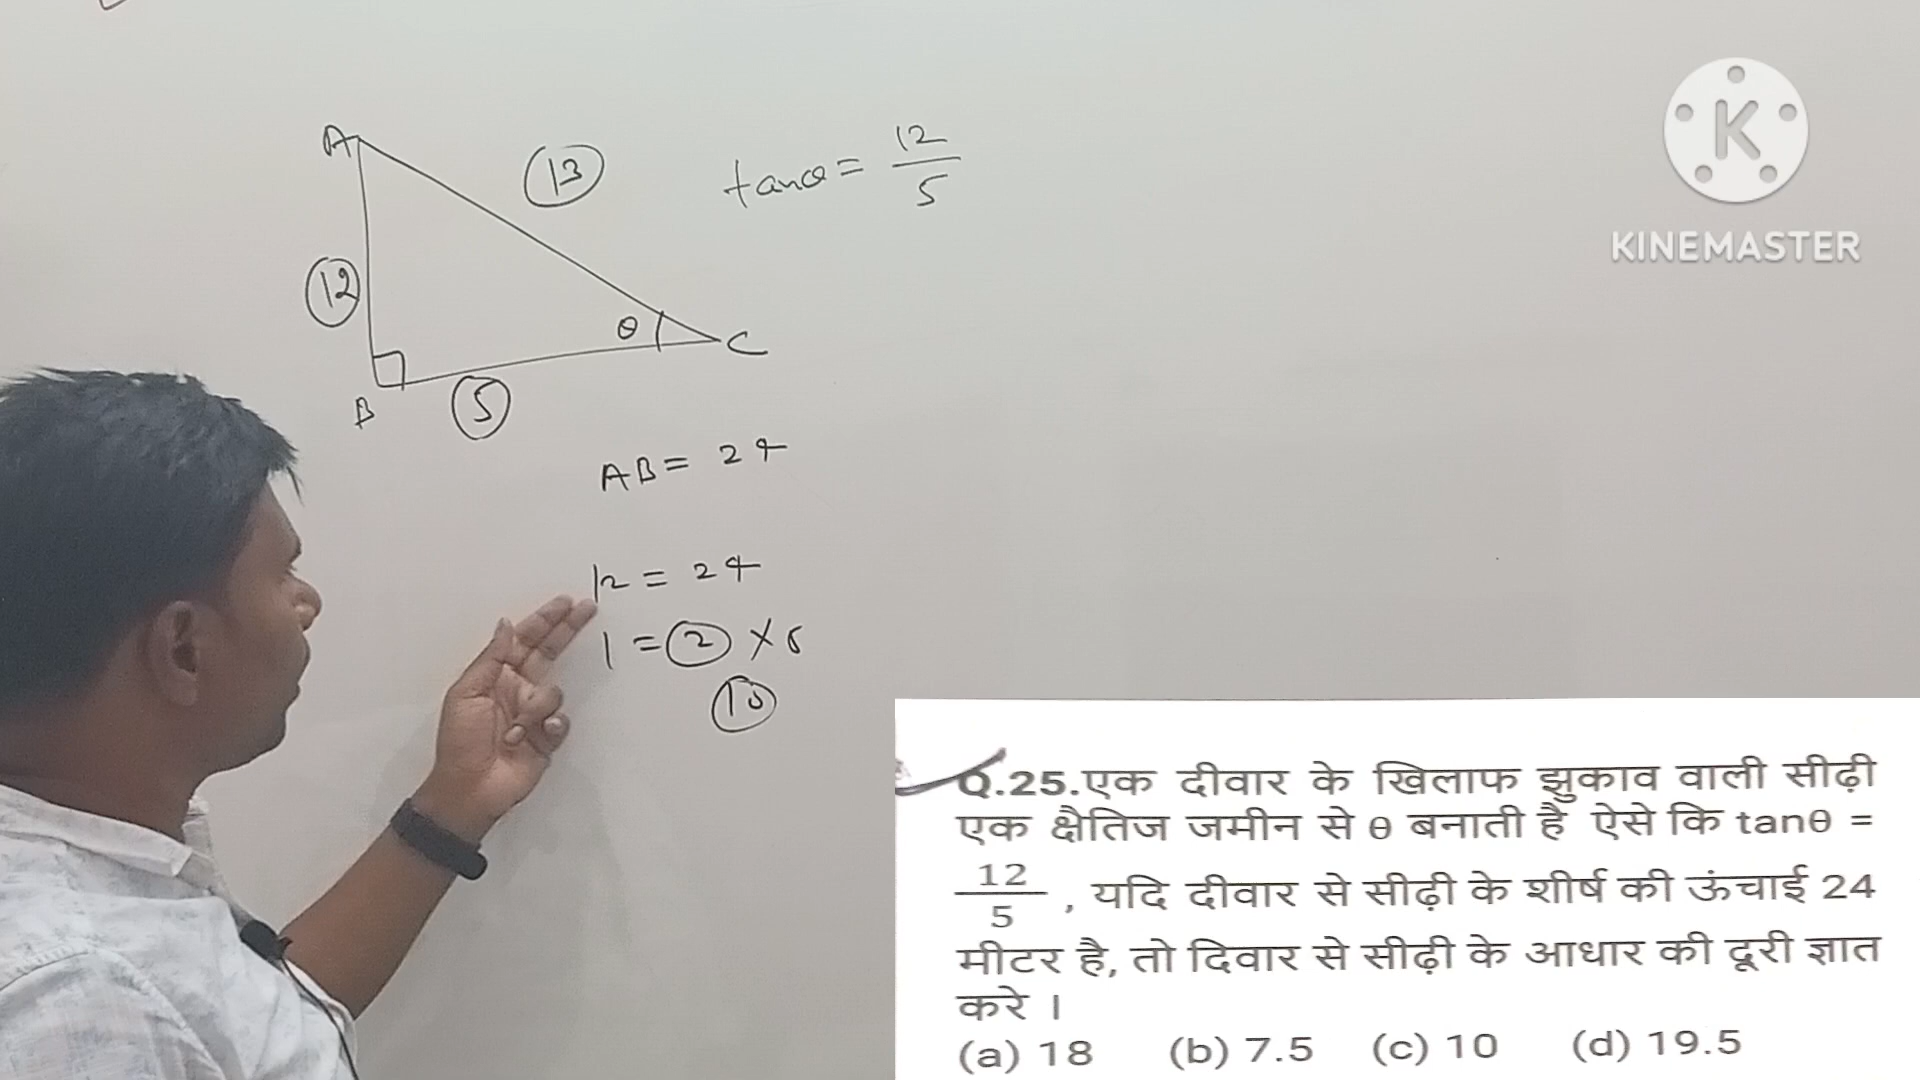 A
13
tanθ = 12/5
12
θ
C
B
5
AB = 24
12 = 24
1 = 2 × 5
10
K
KINEMASTER
Q.25.एक दीवार के खिलाफ झुकाव वाली सीढ़ी
एक क्षैतिज जमीन से θ बनाती है ऐसे कि tanθ =
12/5 , यदि दीवार से सीढ़ी के शीर्ष की ऊंचाई 24
मीटर है, तो दिवार से सीढ़ी के आधार की दूरी ज्ञात
करे ।
(a) 18 (b) 7.5 (c) 10 (d) 19.5